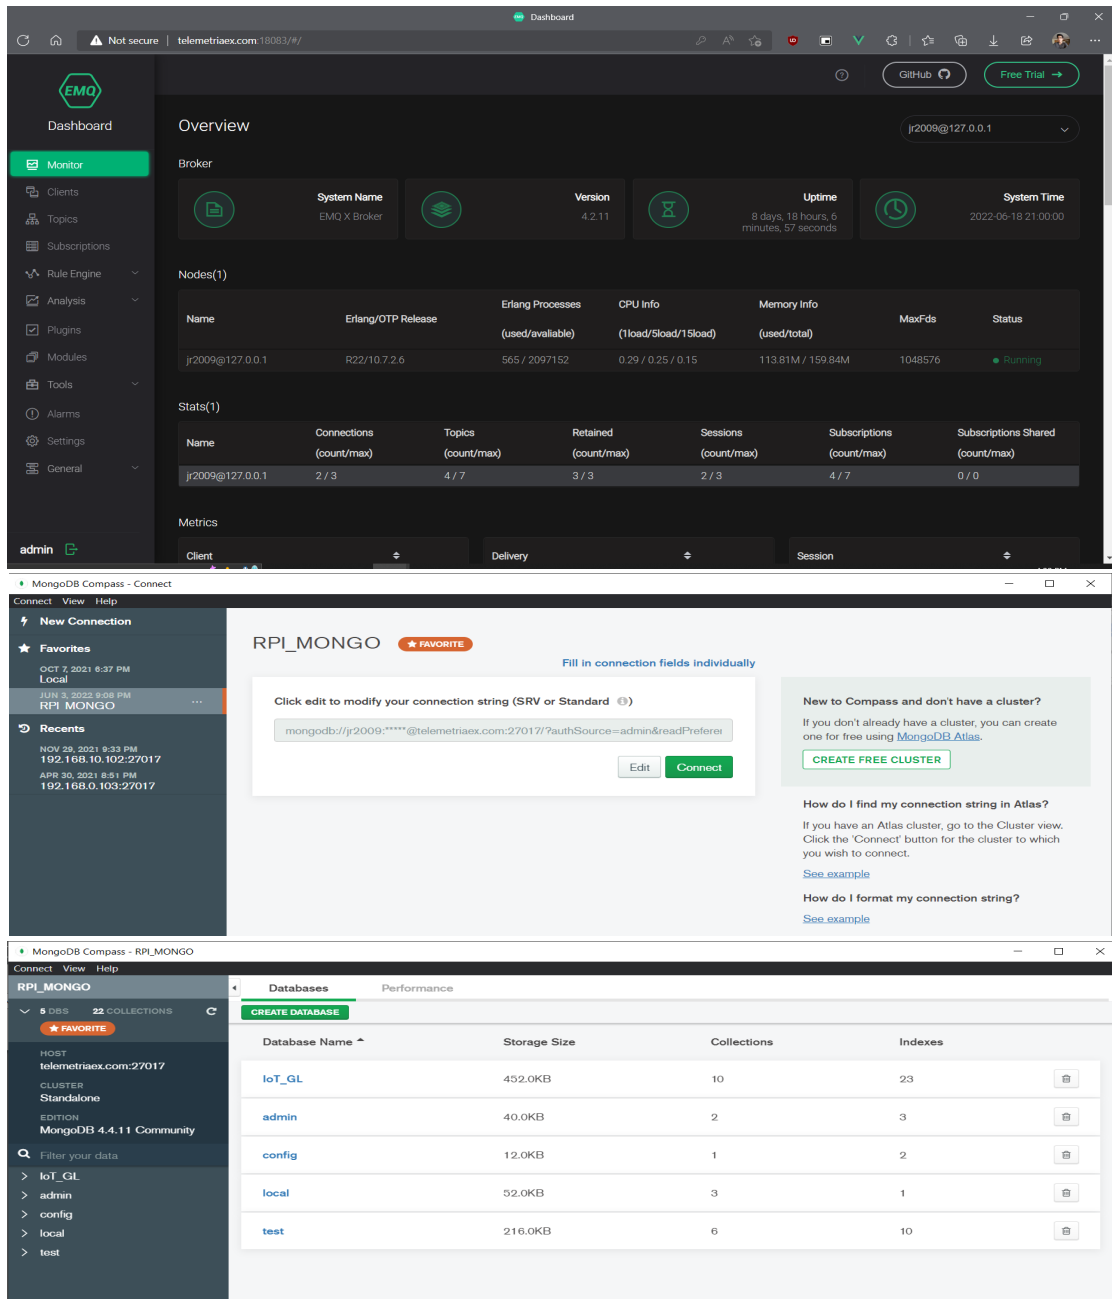 Dashboard
Not secure | telemetriaex.com:18083/#/
EMQ
Dashboard
GitHub
Free Trial →
Overview
jr2009@127.0.0.1
Monitor
Clients
Topics
Subscriptions
Rule Engine
Analysis
Plugins
Modules
Tools
Alarms
Settings
General
admin
Broker
System Name
EMQ X Broker
Version
4.2.11
Uptime
8 days, 18 hours, 6
minutes, 57 seconds
System Time
2022-06-18 21:00:00
Nodes(1)
Name Erlang/OTP Release Erlang Processes (used/avaliable) CPU Info (1load/5load/15load) Memory Info (used/total) MaxFds Status
jr2009@127.0.0.1 R22/10.7.2.6 565 / 2097152 0.29 / 0.25 / 0.15 113.81M / 159.84M 1048576 Running
Stats(1)
Name Connections (count/max) Topics (count/max) Retained (count/max) Sessions (count/max) Subscriptions (count/max) Subscriptions Shared (count/max)
jr2009@127.0.0.1 2 / 3 4 / 7 3 / 3 2 / 3 4 / 7 0 / 0
Metrics
Client Delivery Session
MongoDB Compass - Connect
Connect View Help
New Connection
Favorites
OCT 7, 2021 6:37 PM
Local
JUN 3, 2022 9:08 PM
RPI_MONGO
Recents
NOV 29, 2021 9:33 PM
192.168.10.102:27017
APR 30, 2021 8:51 PM
192.168.0.103:27017
RPI_MONGO
FAVORITE
Fill in connection fields individually
Click edit to modify your connection string (SRV or Standard )
mongodb://jr2009:*****@telemetriaex.com:27017/?authSource=admin&readPreferer
Edit
Connect
New to Compass and don't have a cluster?
If you don't already have a cluster, you can create
one for free using MongoDB Atlas.
CREATE FREE CLUSTER
How do I find my connection string in Atlas?
If you have an Atlas cluster, go to the Cluster view.
Click the 'Connect' button for the cluster to which
you wish to connect.
See example
How do I format my connection string?
See example
MongoDB Compass - RPI_MONGO
Connect View Help
RPI_MONGO
5 DBS 22 COLLECTIONS
FAVORITE
HOST
telemetriaex.com:27017
CLUSTER
Standalone
EDITION
MongoDB 4.4.11 Community
Filter your data
IoT_GL
admin
config
local
test
Databases Performance
CREATE DATABASE
Database Name Storage Size Collections Indexes
IoT_GL 452.0KB 10 23
admin 40.0KB 2 3
config 12.0KB 1 2
local 52.0KB 3 1
test 216.0KB 6 10